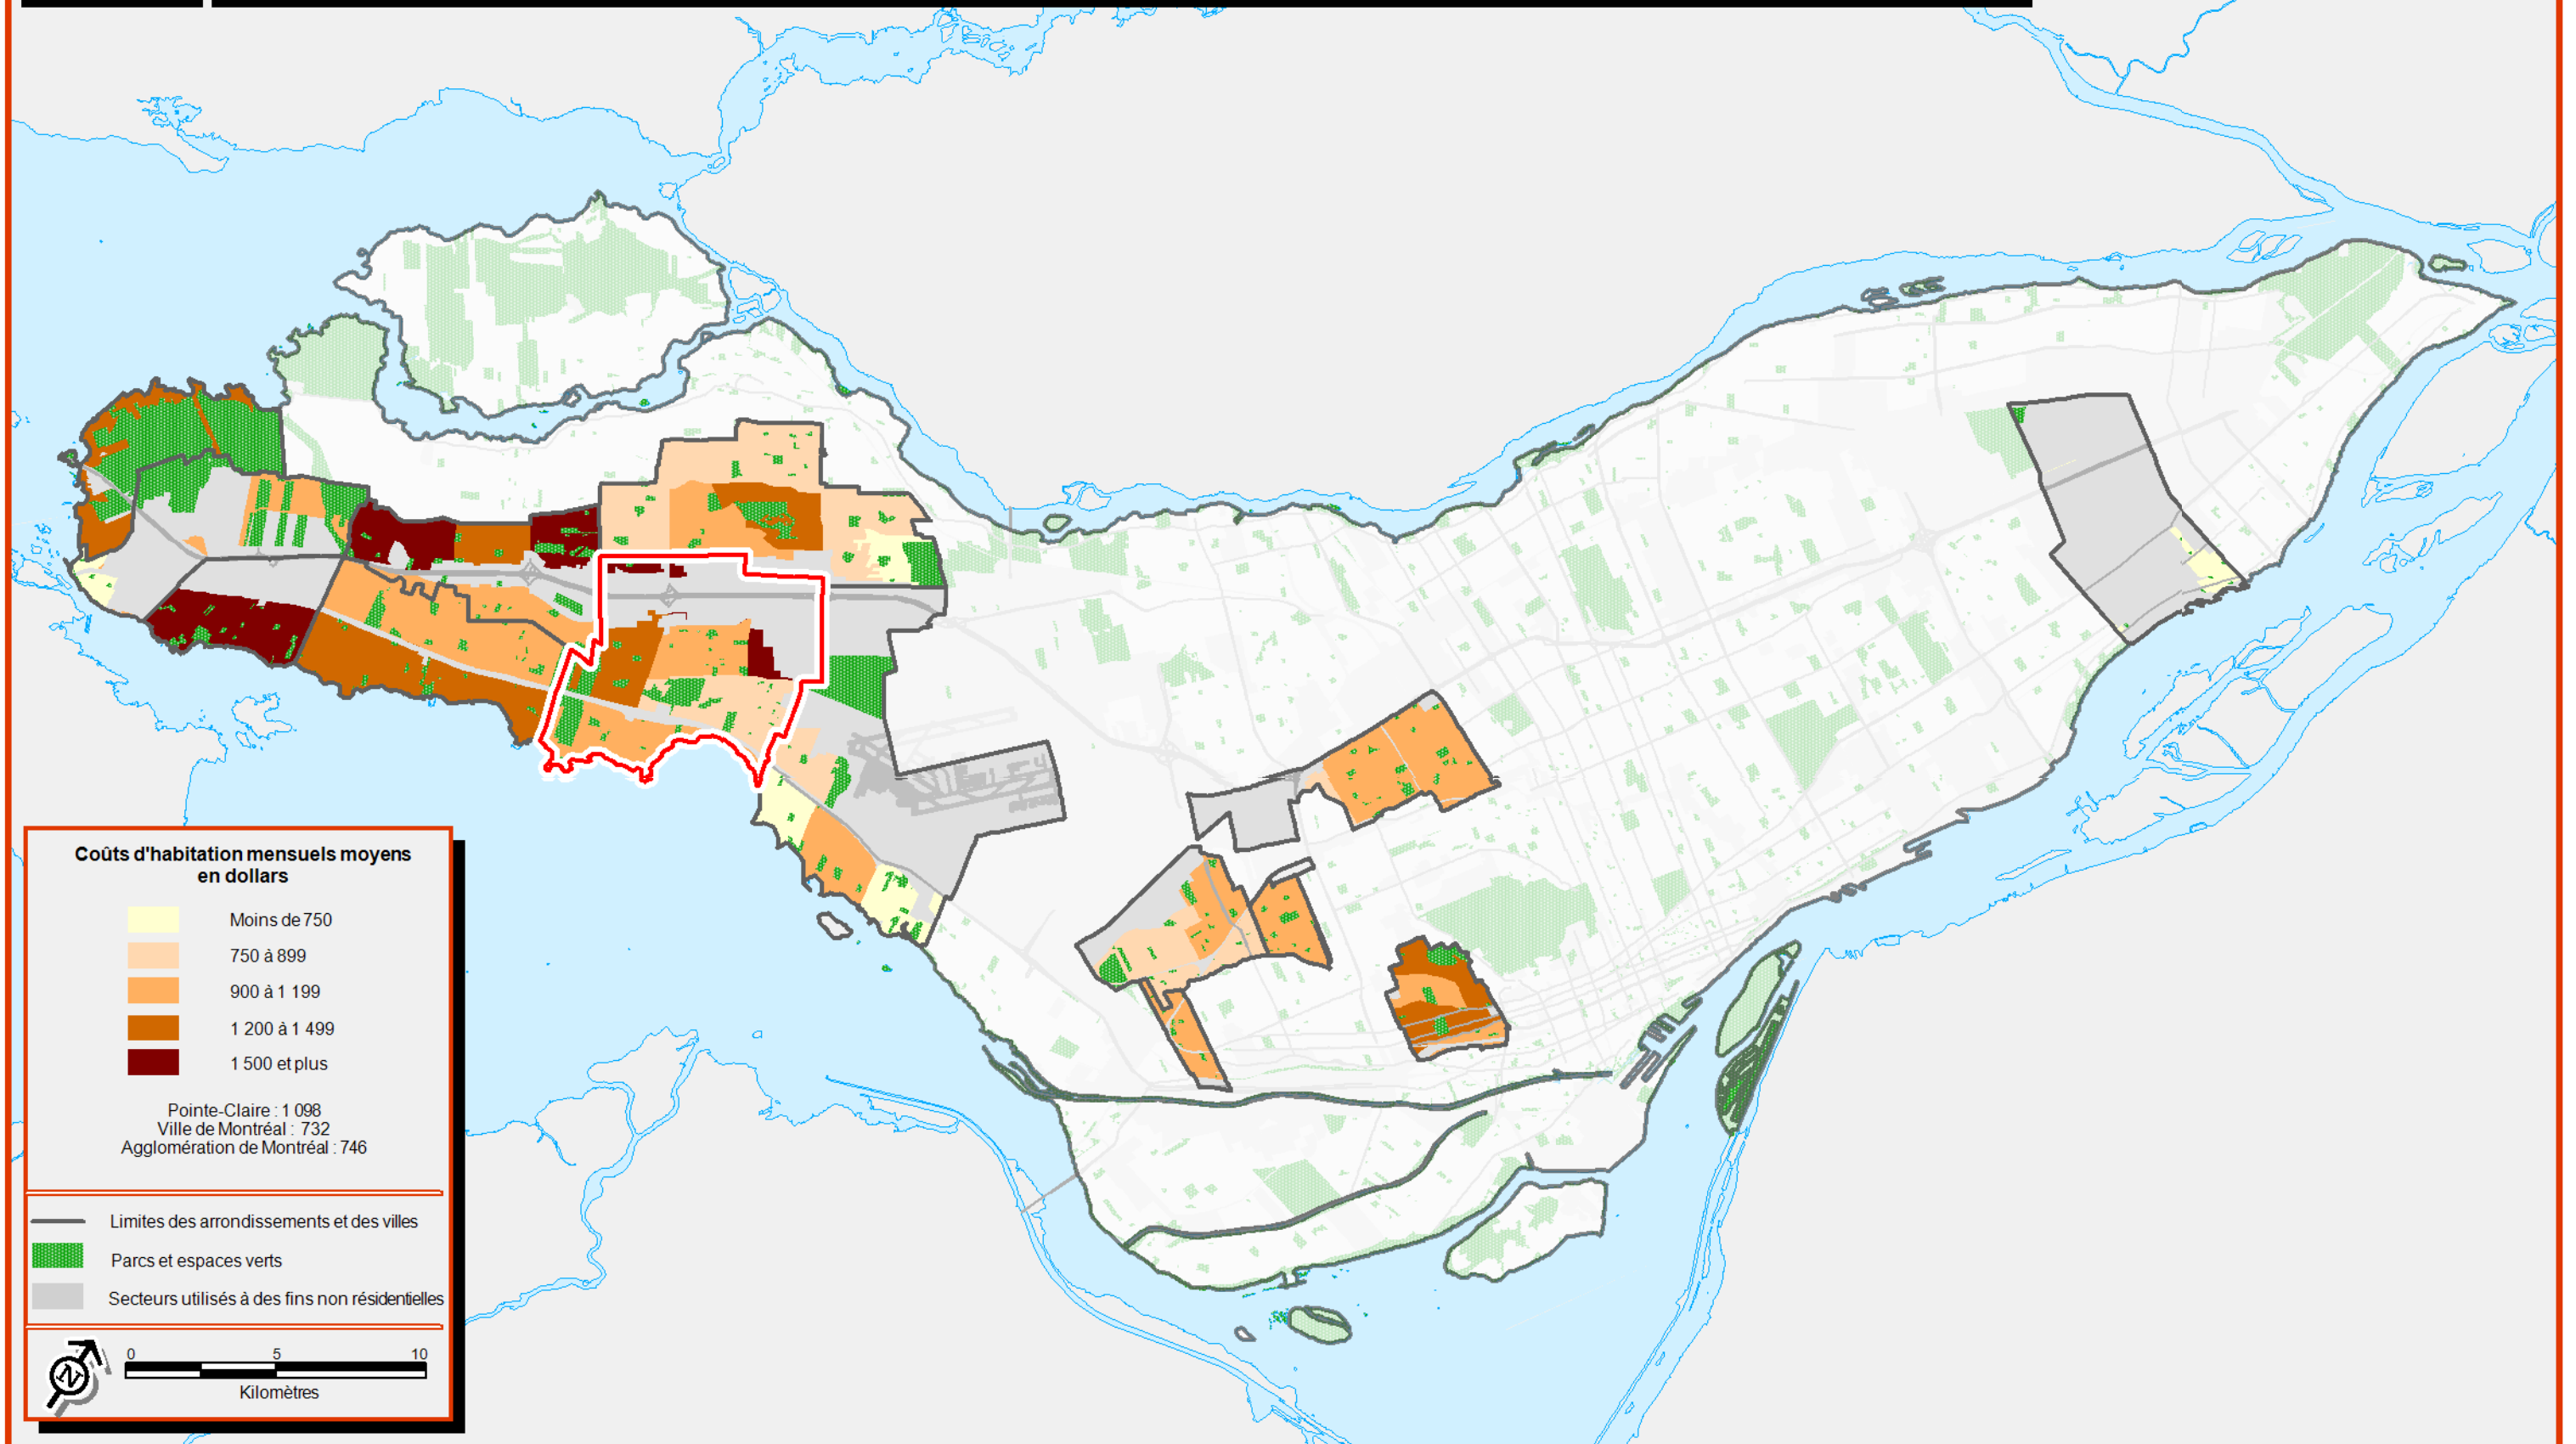 Coûts d'habitation mensuels moyens
en dollars
Moins de 750
750 à 899
900 à 1 199
1 200 à 1 499
1 500 et plus
Pointe-Claire : 1 098
Ville de Montréal : 732
Agglomération de Montréal : 746
Limites des arrondissements et des villes
Parcs et espaces verts
Secteurs utilisés à des fins non résidentielles
N
0 5 10
Kilomètres